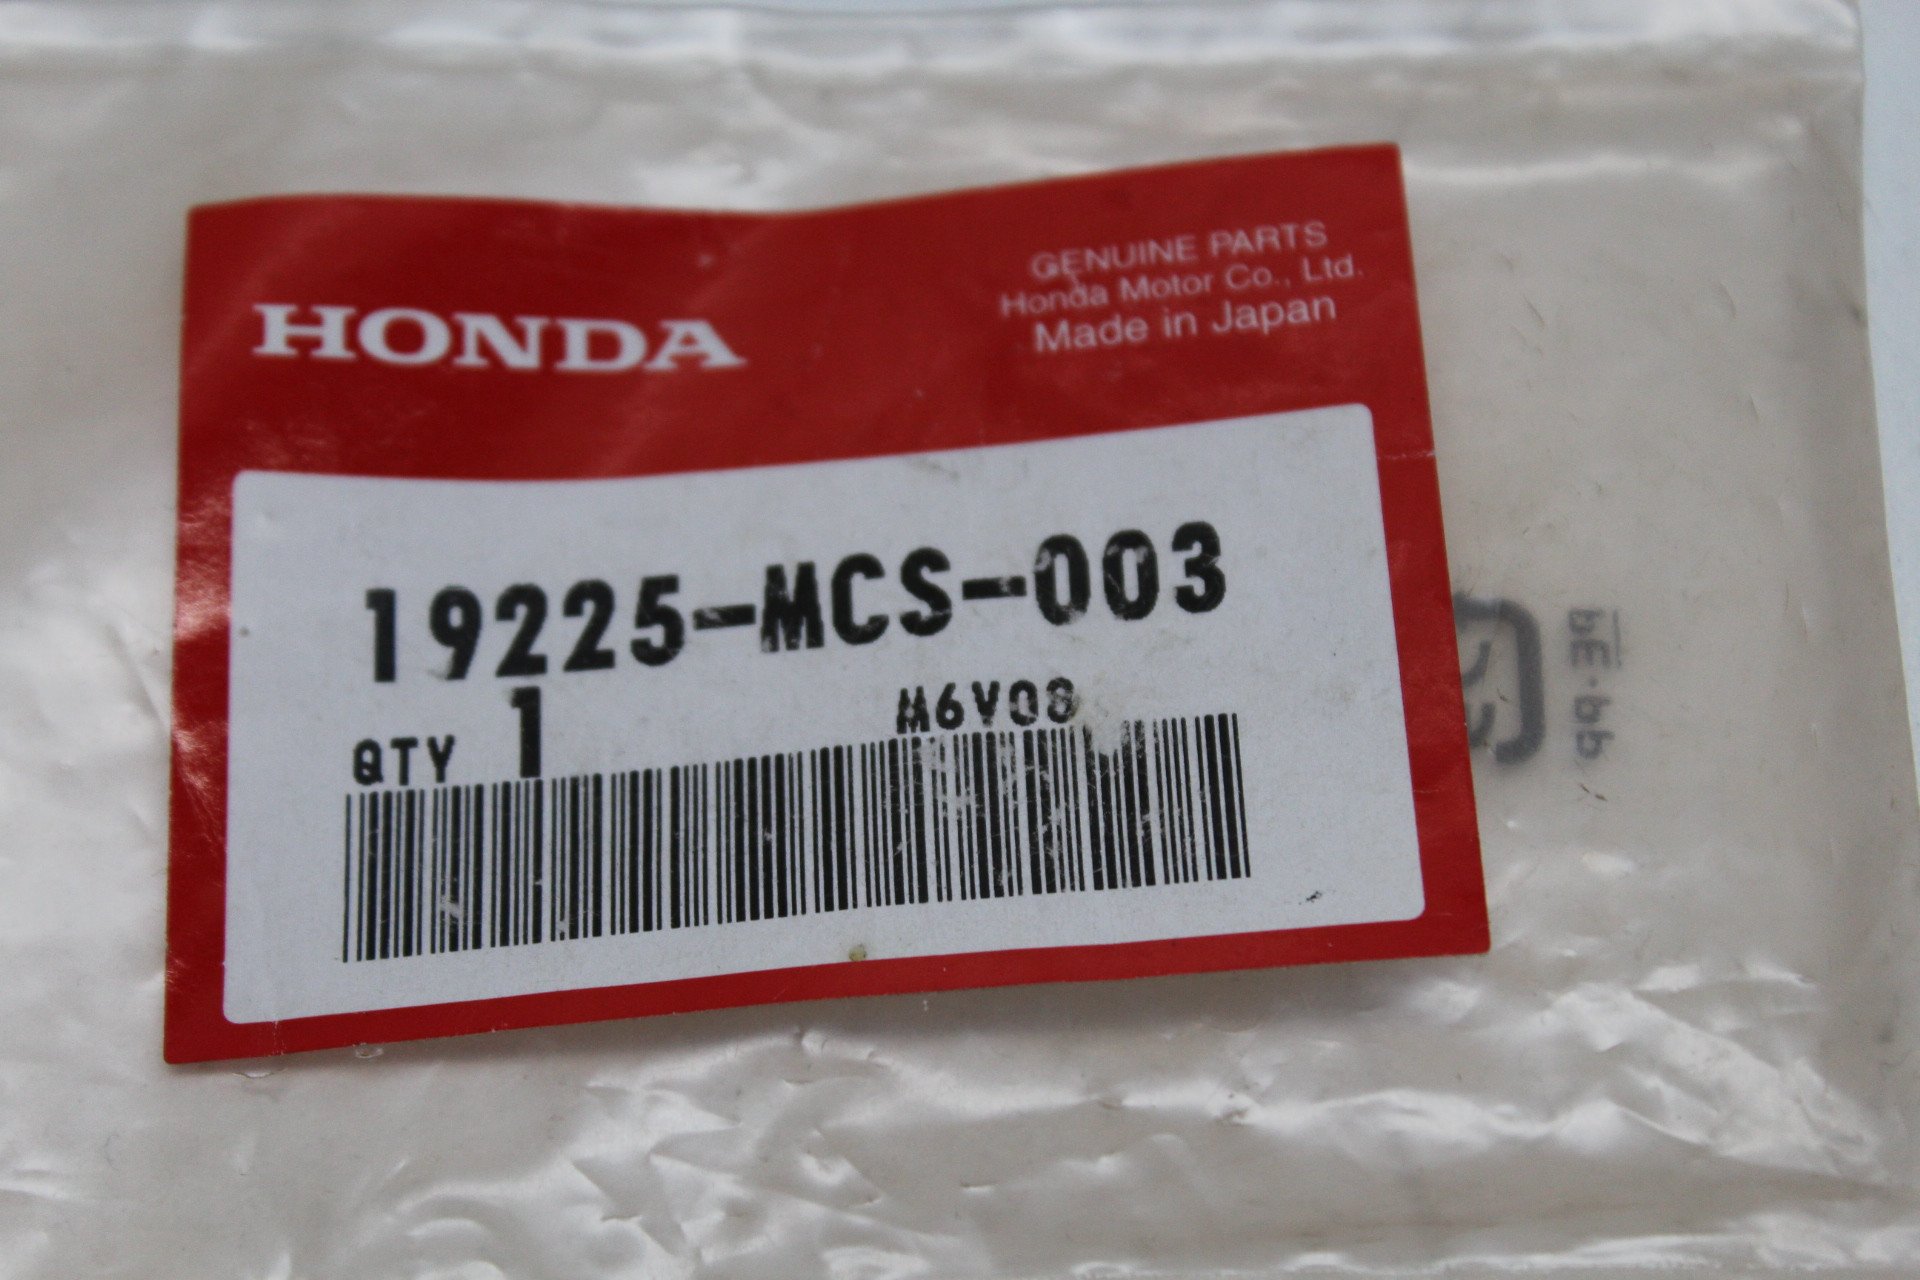 HONDA
GENUINE PARTS
Honda Motor Co., Ltd.
Made in Japan
19225-MCS-003
QTY 1 M6V08